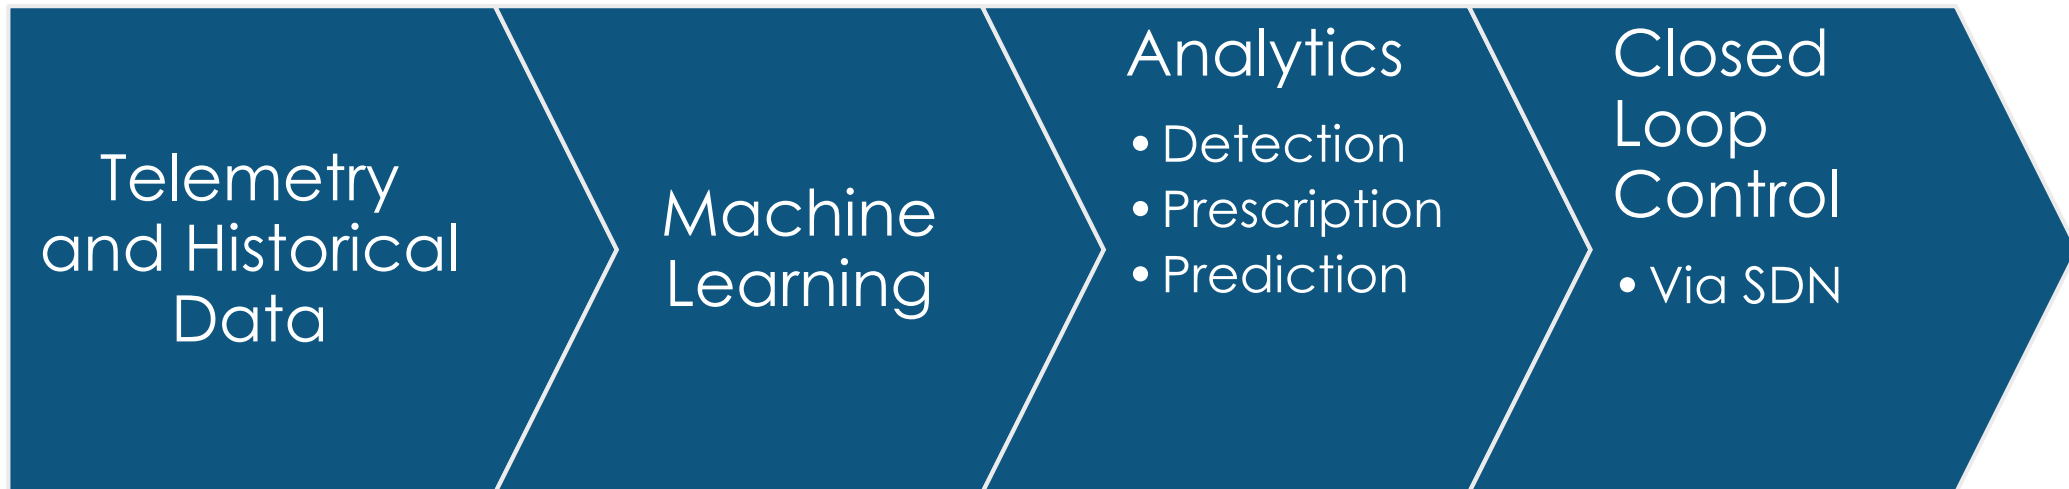 Telemetry
and Historical
Data
Machine
Learning
Analytics
• Detection
• Prescription
• Prediction
Closed
Loop
Control
• Via SDN